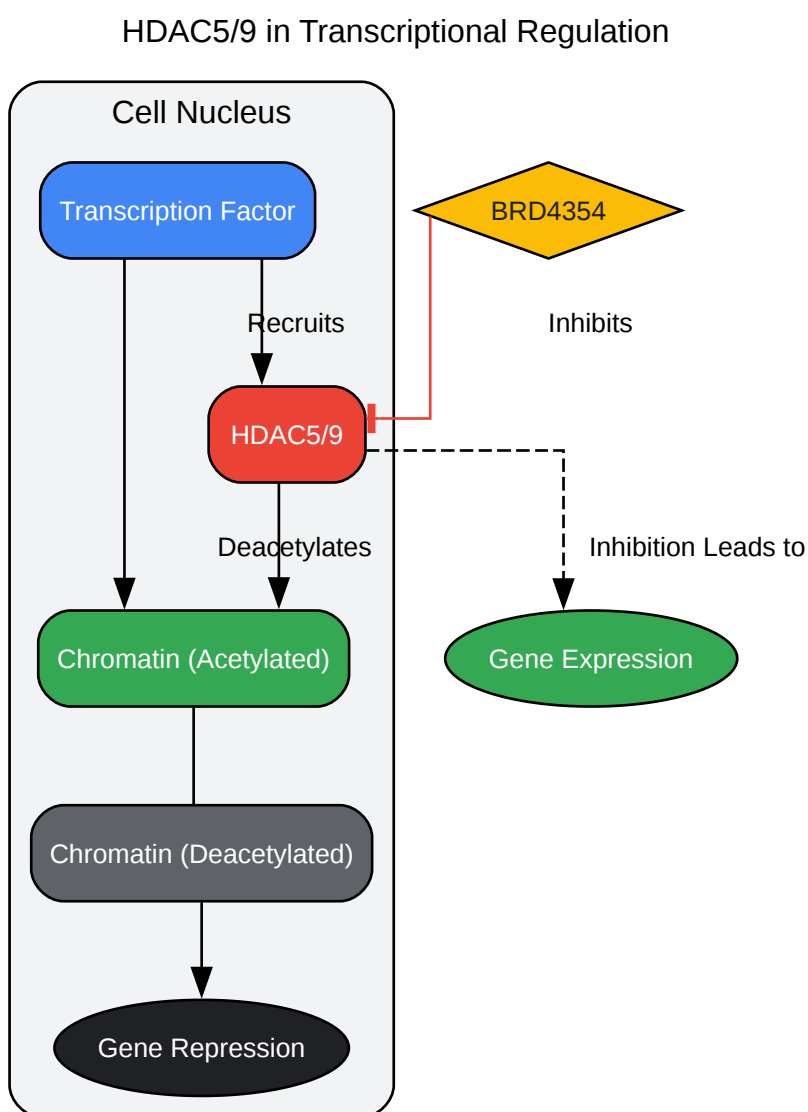 HDAC5/9 in Transcriptional Regulation
Cell Nucleus
Transcription Factor
BRD4354
Recruits
Inhibits
HDAC5/9
Deacetylates
Inhibition Leads to
Chromatin (Acetylated)
Gene Expression
Chromatin (Deacetylated)
Gene Repression